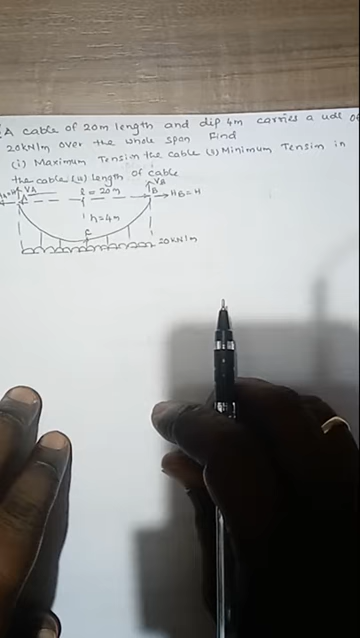 A cable of 20m length and dip 4m carries a udl of
20kN/m over the whole span Find
(i) Maximum Tension the cable (3) Minimum Tension in
the cable (ii) length of cable
VA l = 20m VB
A B HB = H
h = 4m
C
20kN/m